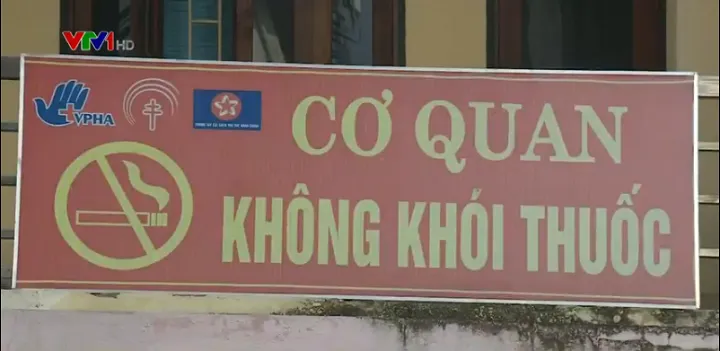 VTV1 HD
VPHA
CƠ QUAN
KHÔNG KHÓI THUỐC